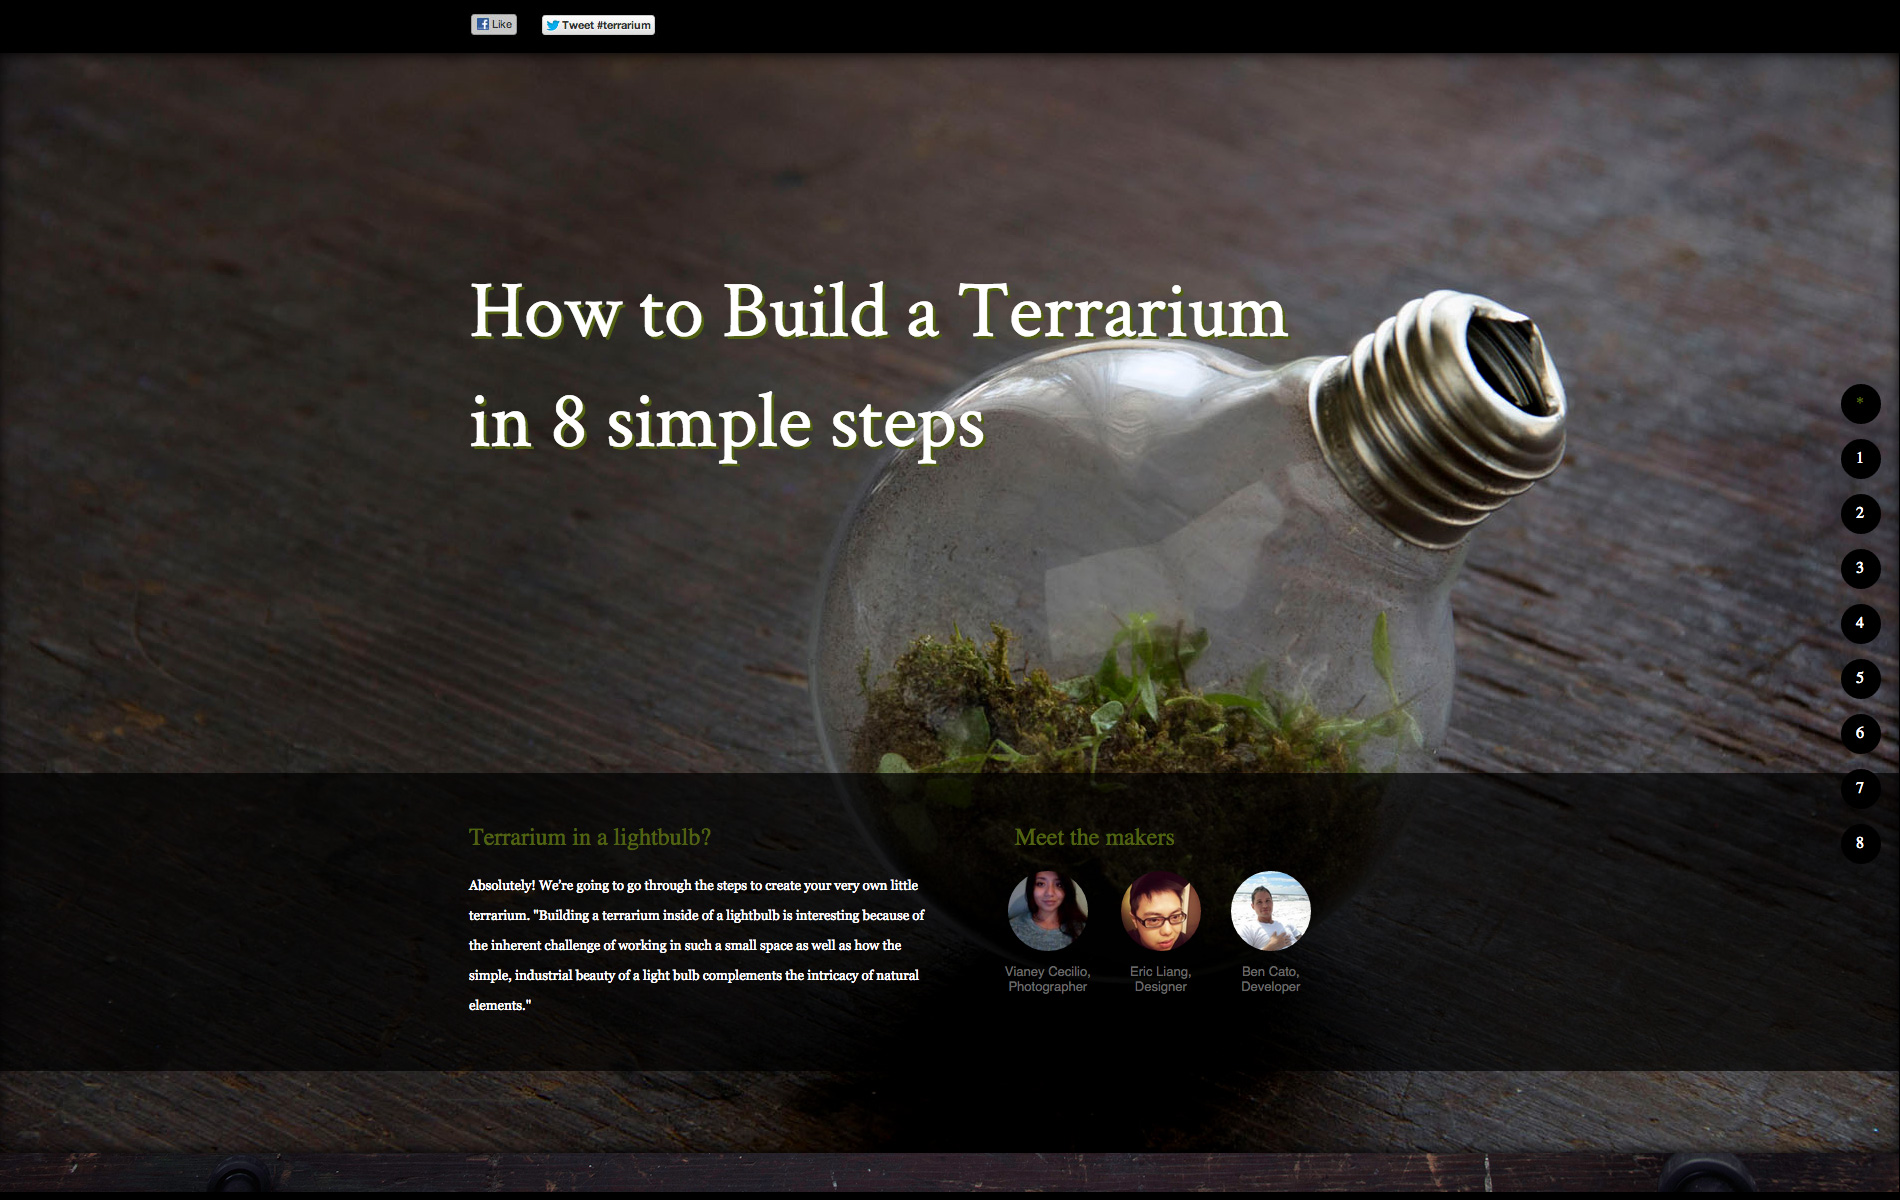 Like
Tweet #terrarium
How to Build a Terrarium
in 8 simple steps
*
1
2
3
4
5
6
7
8
Terrarium in a lightbulb?
Absolutely! We're going to go through the steps to create your very own little
terrarium. "Building a terrarium inside of a lightbulb is interesting because of
the inherent challenge of working in such a small space as well as how the
simple, industrial beauty of a light bulb complements the intricacy of natural
elements."
Meet the makers
Vianey Cecilio,
Photographer
Eric Liang,
Designer
Ben Cato,
Developer